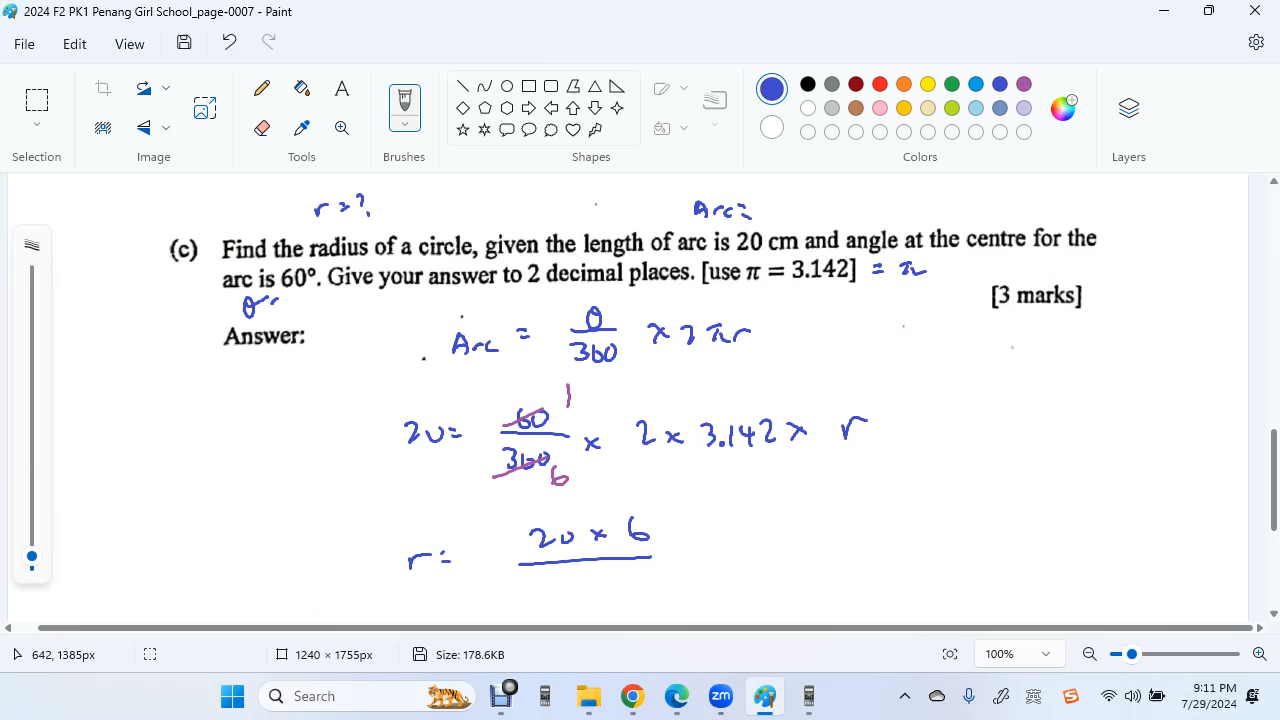 2024 F2 PK1 Penang Girl School_page-0007 - Paint
File Edit View
Selection Image Tools Brushes Shapes Colors Layers
r = ?
Arc =
(c) Find the radius of a circle, given the length of arc is 20 cm and angle at the centre for the
arc is 60°. Give your answer to 2 decimal places. [use π = 3.142] = π
θ
[3 marks]
Answer:
Arc = θ/360 × 2πr
1
20 = 60/360 × 2 × 3.142 × r
6
r = 20 × 6
642, 1385px 1240 × 1755px Size: 178.6KB 100%
Search zm 英 S 9:11 PM
7/29/2024